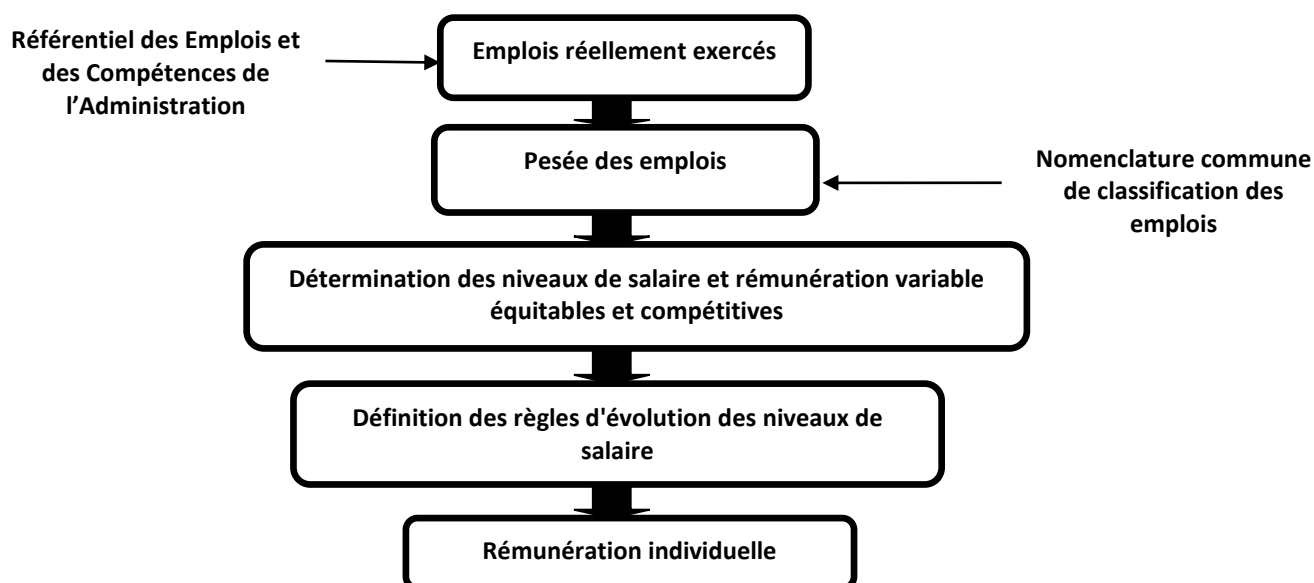 Référentiel des Emplois et
des Compétences de
l’Administration
Emplois réellement exercés
Pesée des emplois
Nomenclature commune
de classification des
emplois
Détermination des niveaux de salaire et rémunération variable
équitables et compétitives
Définition des règles d'évolution des niveaux de
salaire
Rémunération individuelle